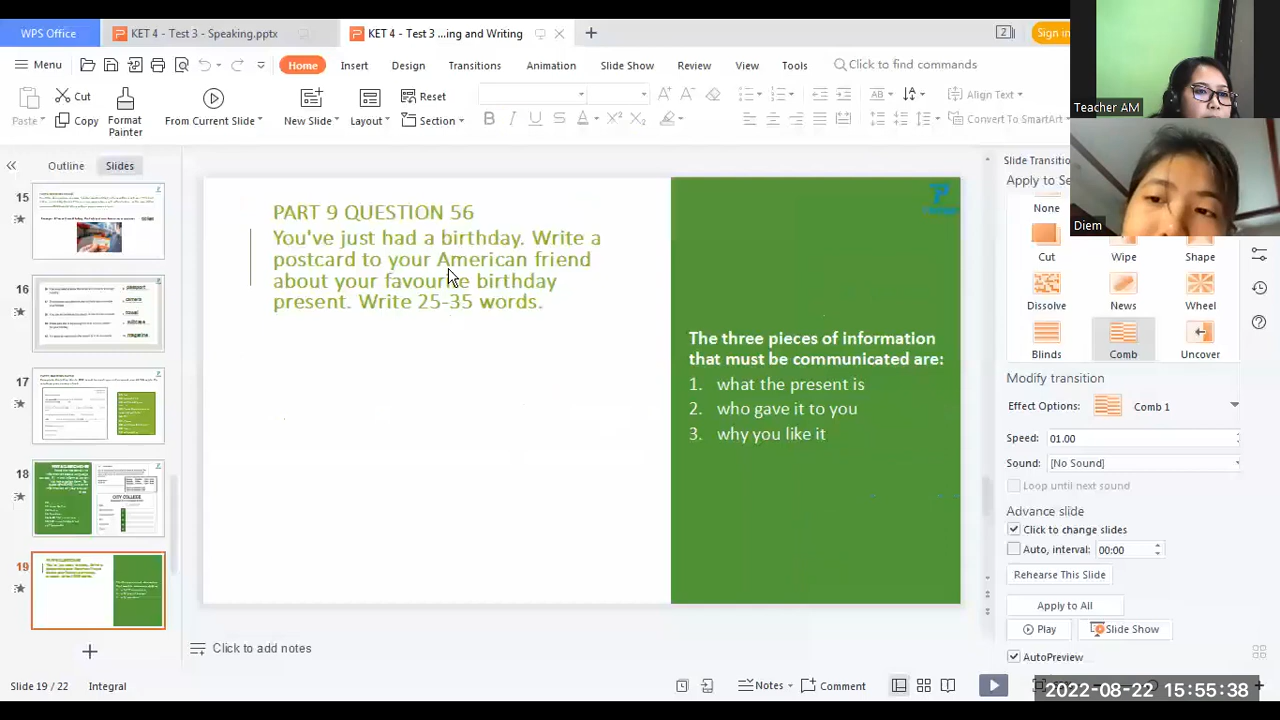 WPS Office
KET 4 - Test 3 - Speaking.pptx
KET 4 - Test 3 ...ing and Writing
2
Sign in
Menu
Home
Insert
Design
Transitions
Animation
Slide Show
Review
View
Tools
Click to find commands
Paste
Cut
Copy
Format
Painter
From Current Slide
New Slide
Layout
Reset
Section
B I U S A
AB
Align Text
Convert To SmartArt
Teacher AM
Diem
Outline
Slides
15
16
passport
camera
magazine
17
18
CITY COLLEGE
19
PART 9 QUESTION 56
You've just had a birthday. Write a
postcard to your American friend
about your favourite birthday
present. Write 25-35 words.
The three pieces of information
that must be communicated are:
1. what the present is
2. who gave it to you
3. why you like it
Slide Transition
Apply to
None
Cut
Wipe
Shape
Dissolve
News
Wheel
Blinds
Comb
Uncover
Modify transition
Effect Options:
Comb 1
Speed:
01.00
Sound:
[No Sound]
Loop until next sound
Advance slide
Click to change slides
Auto, interval:
00:00
Rehearse This Slide
Apply to All
Play
Slide Show
AutoPreview
Click to add notes
Slide 19 / 22
Integral
Notes
Comment
2022-08-22 15:55:38